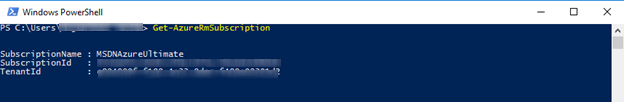 Windows PowerShell
PS C:\Users\ > Get-AzureRmSubscription
SubscriptionName : MSDNAzureUltimate
SubscriptionId :
TenantId :